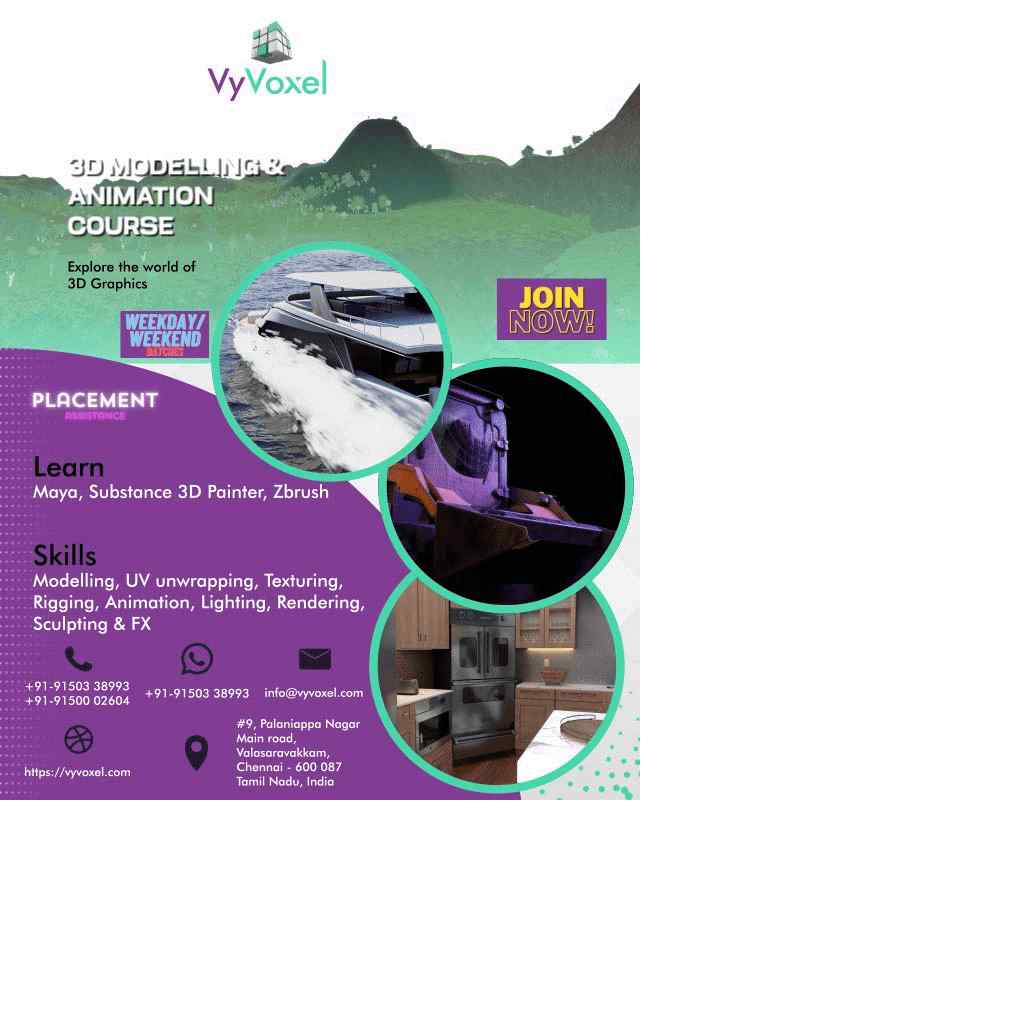 VyVoxel
3D MODELLING &
ANIMATION
COURSE
Explore the world of
3D Graphics
JOIN
NOW!
WEEKDAY/
WEEKEND
BATCHES
PLACEMENT
ASSISTANCE
Learn
Maya, Substance 3D Painter, Zbrush
Skills
Modelling, UV unwrapping, Texturing,
Rigging, Animation, Lighting, Rendering,
Sculpting & FX
+91-91503 38993
+91-91500 02604
+91-91503 38993
info@vyvoxel.com
https://vyvoxel.com
#9, Palaniappa Nagar
Main road,
Valasaravakkam,
Chennai - 600 087
Tamil Nadu, India